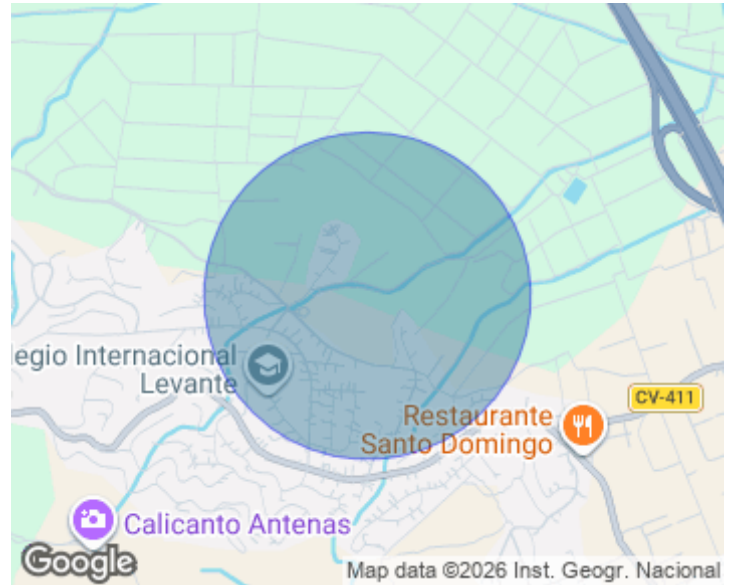 legio Internacional
Levante
CV-411
Restaurante
Santo Domingo
Calicanto Antenas
Google
Map data ©2026 Inst. Geogr. Nacional